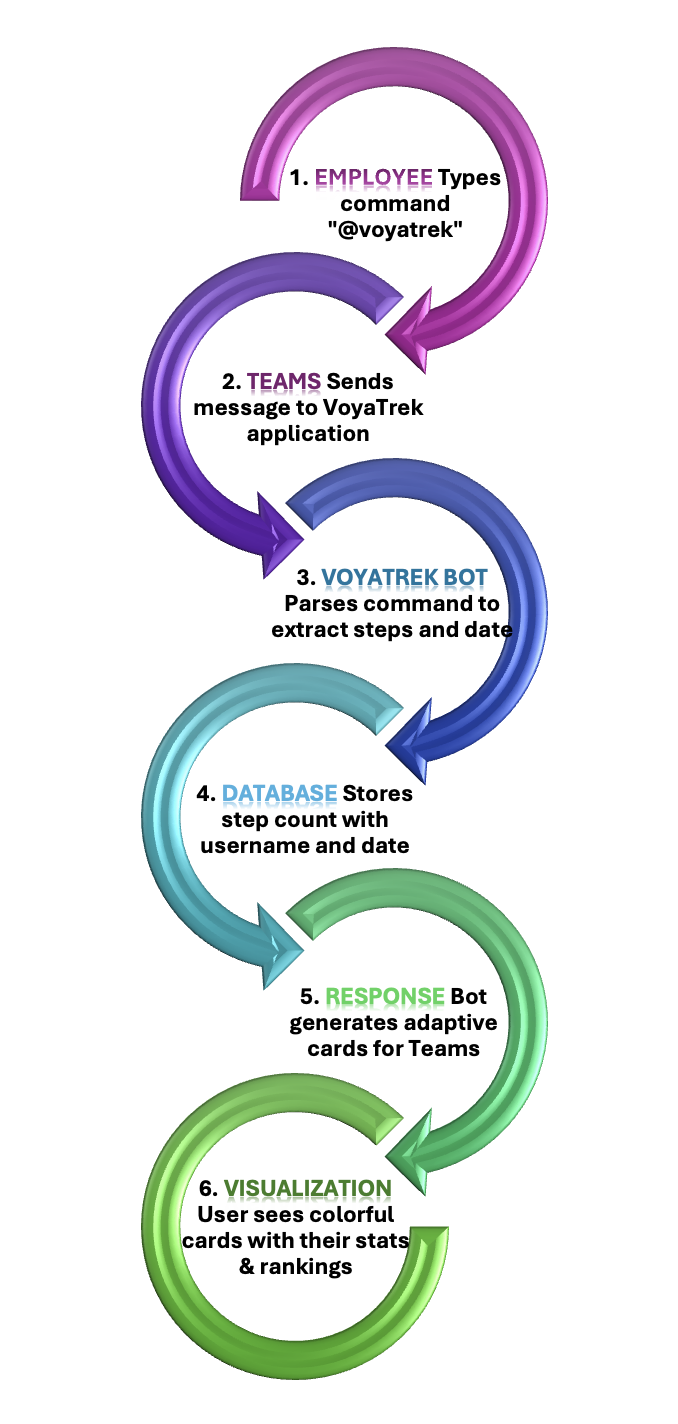 1. EMPLOYEE Types
command
"@voyatrek"
2. TEAMS Sends
message to VoyaTrek
application
3. VOYATREK BOT
Parses command to
extract steps and date
4. DATABASE Stores
step count with
username and date
5. RESPONSE Bot
generates adaptive
cards for Teams
6. VISUALIZATION
User sees colorful
cards with their stats
& rankings